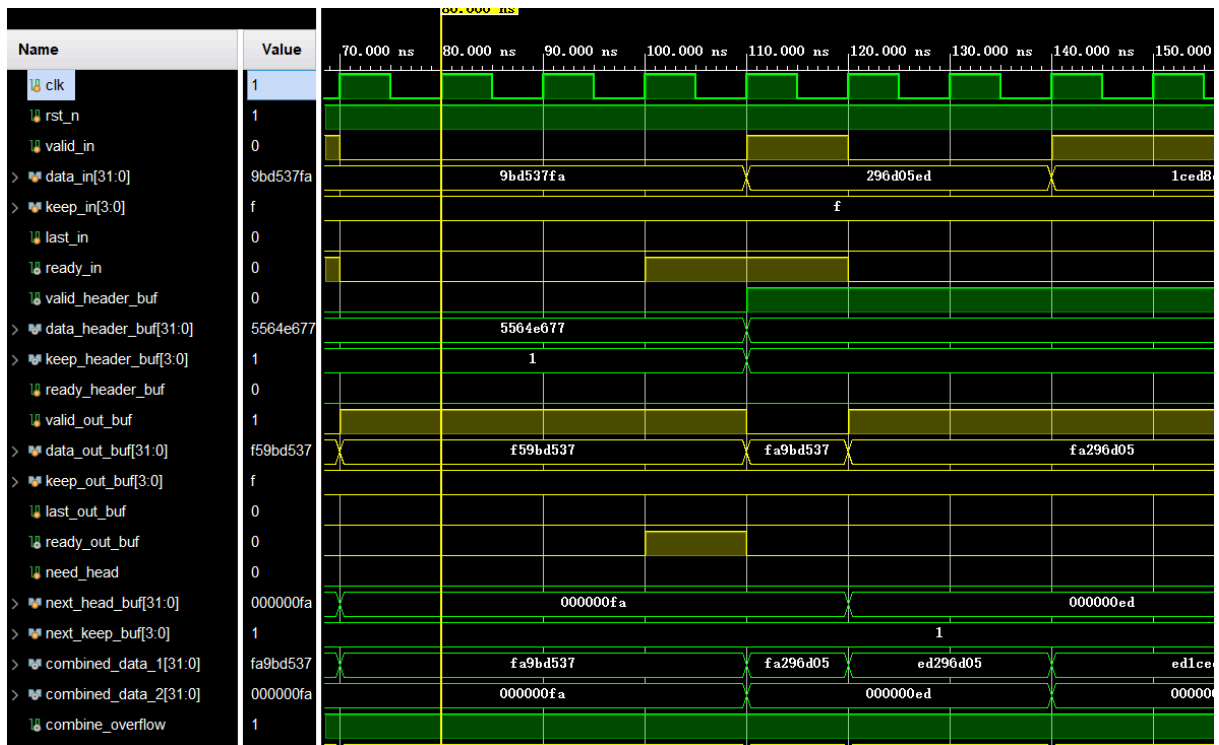 80.000 ns
Name Value 70.000 ns 80.000 ns 90.000 ns 100.000 ns 110.000 ns 120.000 ns 130.000 ns 140.000 ns 150.000
clk 1
rst_n 1
valid_in 0
data_in[31:0] 9bd537fa 9bd537fa 296d05ed 1ced8
keep_in[3:0] f f
last_in 0
ready_in 0
valid_header_buf 0
data_header_buf[31:0] 5564e677 5564e677
keep_header_buf[3:0] 1 1
ready_header_buf 0
valid_out_buf 1
data_out_buf[31:0] f59bd537 f59bd537 fa9bd537 fa296d05
keep_out_buf[3:0] f
last_out_buf 0
ready_out_buf 0
need_head 0
next_head_buf[31:0] 000000fa 000000fa 000000ed
next_keep_buf[3:0] 1 1
combined_data_1[31:0] fa9bd537 fa9bd537 fa296d05 ed296d05 ed1ce
combined_data_2[31:0] 000000fa 000000fa 000000ed 000000
combine_overflow 1